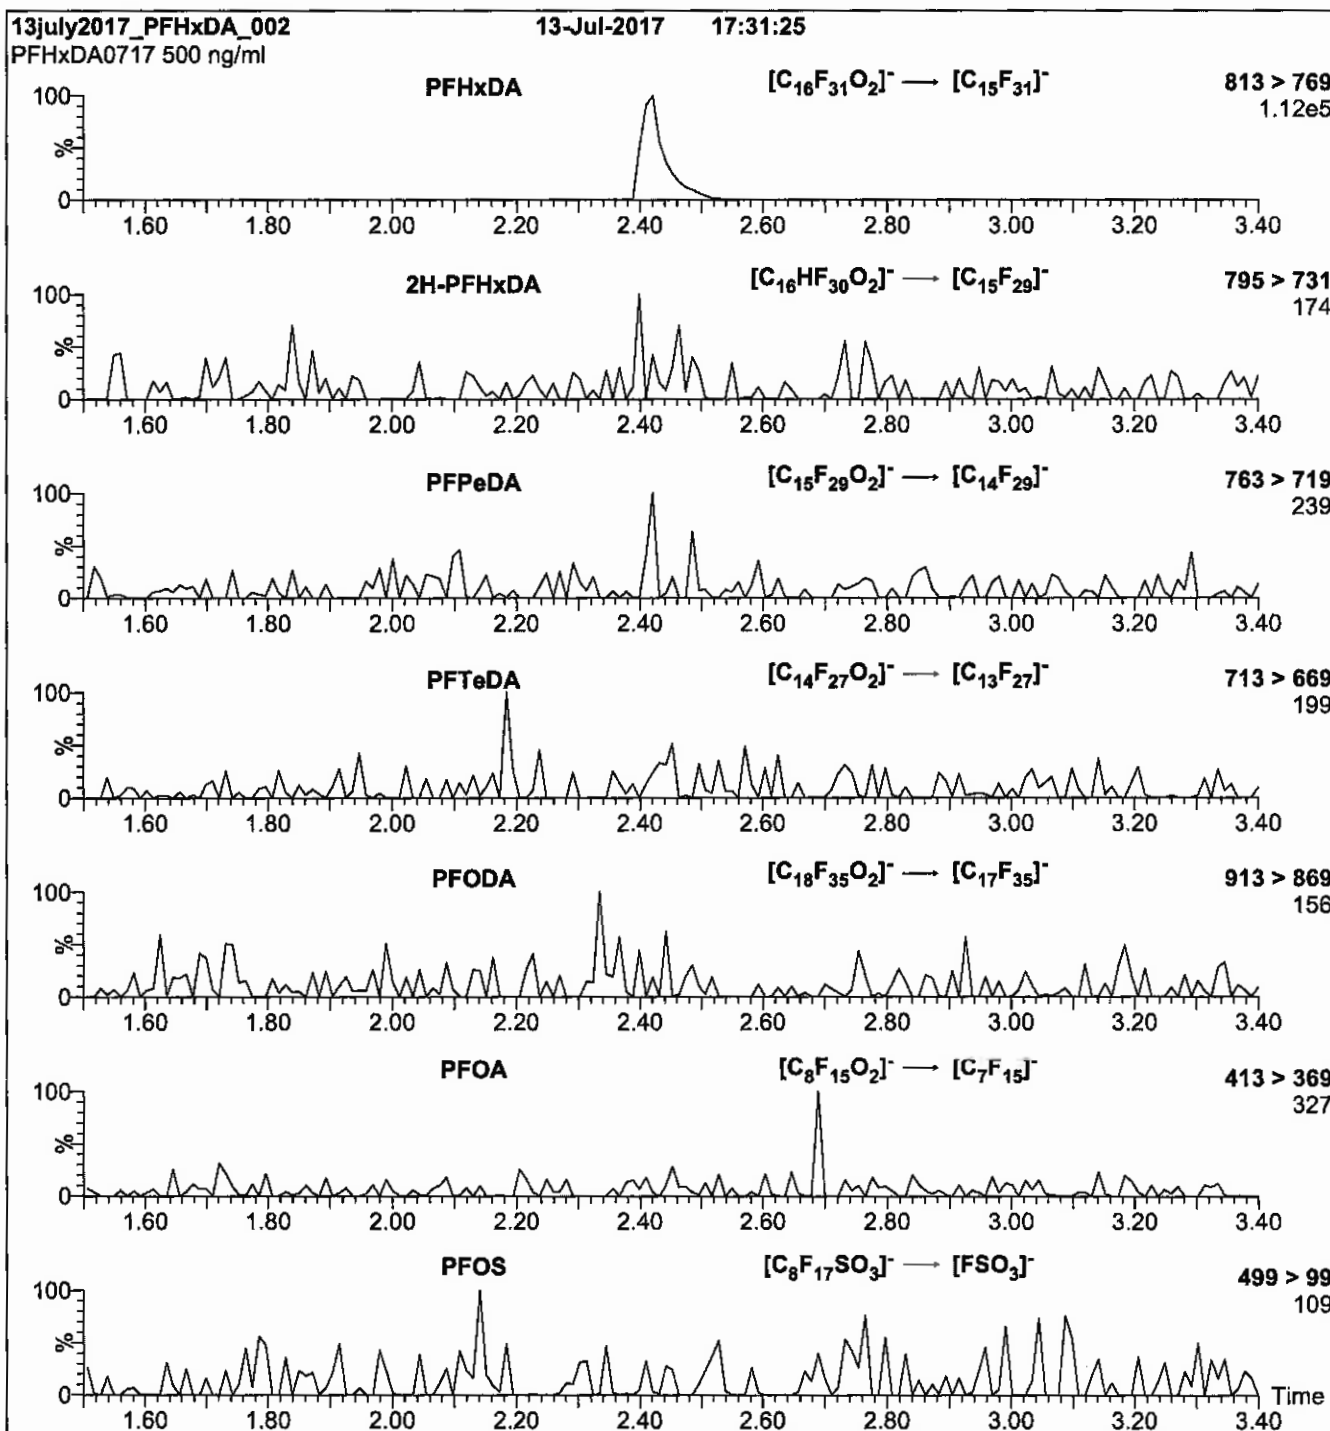 13july2017_PFHxDA_002 13-Jul-2017 17:31:25
PFHxDA0717 500 ng/ml
PFHxDA [C₁₆F₃₁O₂]⁻ → [C₁₅F₃₁]⁻ 813 > 769
1.12e5
100
%
0
1.60 1.80 2.00 2.20 2.40 2.60 2.80 3.00 3.20 3.40
2H-PFHxDA [C₁₆HF₃₀O₂]⁻ → [C₁₅F₂₉]⁻ 795 > 731
174
100
%
0
1.60 1.80 2.00 2.20 2.40 2.60 2.80 3.00 3.20 3.40
PFPeDA [C₁₅F₂₉O₂]⁻ → [C₁₄F₂₉]⁻ 763 > 719
239
100
%
0
1.60 1.80 2.00 2.20 2.40 2.60 2.80 3.00 3.20 3.40
PFTeDA [C₁₄F₂₇O₂]⁻ → [C₁₃F₂₇]⁻ 713 > 669
199
100
%
0
1.60 1.80 2.00 2.20 2.40 2.60 2.80 3.00 3.20 3.40
PFODA [C₁₈F₃₅O₂]⁻ → [C₁₇F₃₅]⁻ 913 > 869
156
100
%
0
1.60 1.80 2.00 2.20 2.40 2.60 2.80 3.00 3.20 3.40
PFOA [C₈F₁₅O₂]⁻ → [C₇F₁₅]⁻ 413 > 369
327
100
%
0
1.60 1.80 2.00 2.20 2.40 2.60 2.80 3.00 3.20 3.40
PFOS [C₈F₁₇SO₃]⁻ → [FSO₃]⁻ 499 > 99
109
100
%
0 Time
1.60 1.80 2.00 2.20 2.40 2.60 2.80 3.00 3.20 3.40